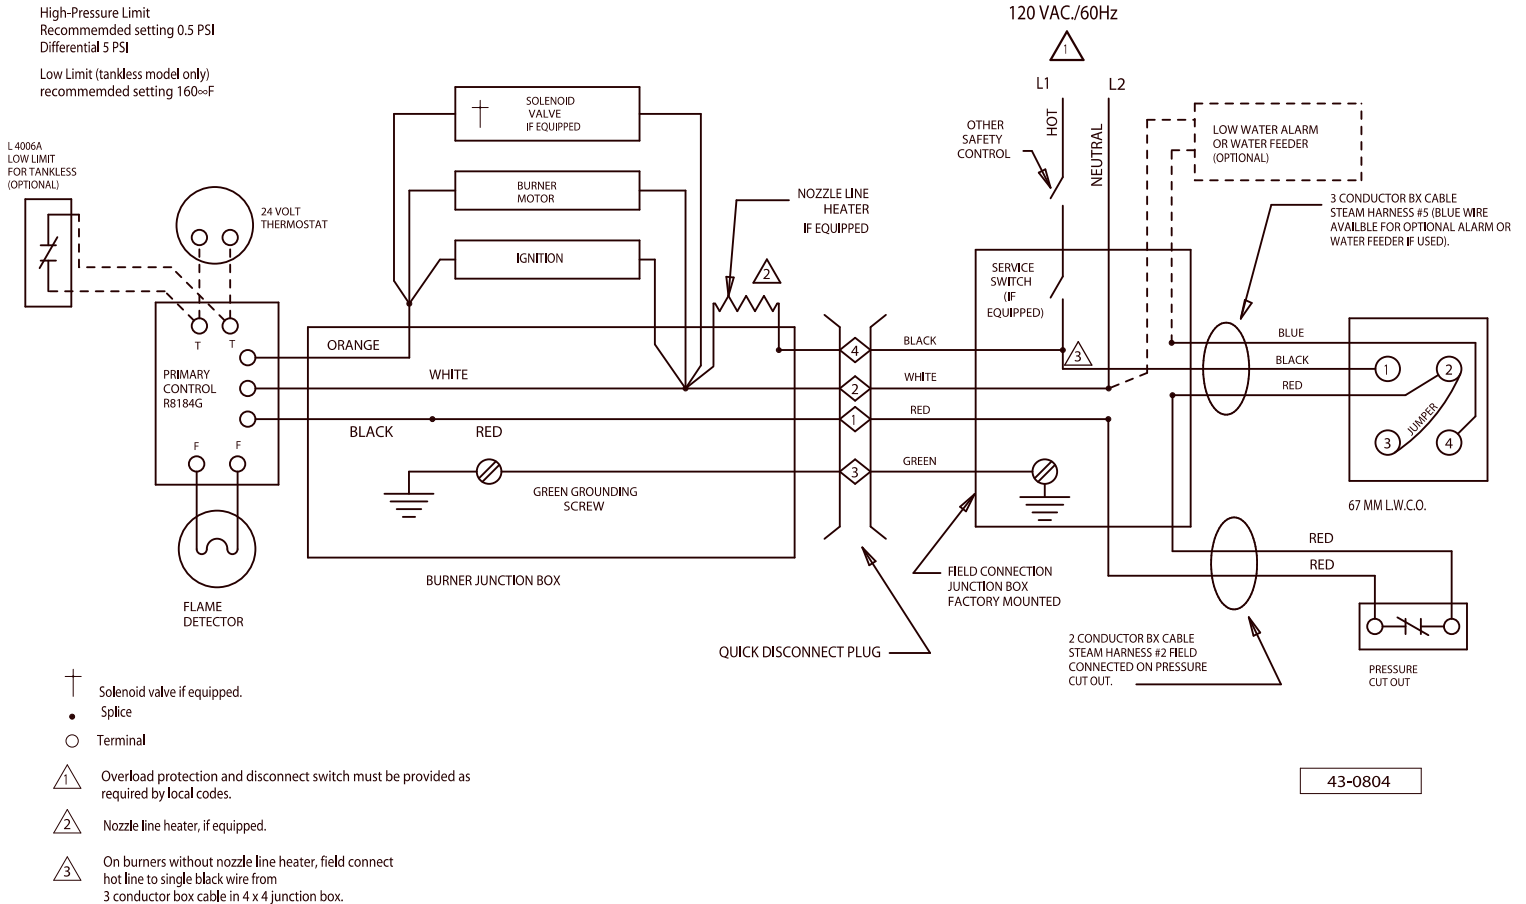 High-Pressure Limit
Recommemded setting 0.5 PSI
Differential 5 PSI
Low Limit (tankless model only)
recommemded setting 160∞F
120 VAC./60Hz
1
L1
L2
HOT
NEUTRAL
OTHER
SAFETY
CONTROL
LOW WATER ALARM
OR WATER FEEDER
(OPTIONAL)
L 4006A
LOW LIMIT
FOR TANKLESS
(OPTIONAL)
24 VOLT
THERMOSTAT
SOLENOID
VALVE
IF EQUIPPED
BURNER
MOTOR
IGNITION
NOZZLE LINE
HEATER
IF EQUIPPED
2
3 CONDUCTOR BX CABLE
STEAM HARNESS #5 (BLUE WIRE
AVAILBLE FOR OPTIONAL ALARM OR
WATER FEEDER IF USED).
SERVICE
SWITCH
(IF
EQUIPPED)
T
T
PRIMARY
CONTROL
R8184G
F
F
ORANGE
WHITE
BLACK
RED
GREEN GROUNDING
SCREW
BURNER JUNCTION BOX
4
2
1
3
BLACK
WHITE
RED
GREEN
3
BLUE
BLACK
RED
1
2
3
4
JUMPER
67 MM L.W.C.O.
FLAME
DETECTOR
QUICK DISCONNECT PLUG
FIELD CONNECTION
JUNCTION BOX
FACTORY MOUNTED
RED
RED
2 CONDUCTOR BX CABLE
STEAM HARNESS #2 FIELD
CONNECTED ON PRESSURE
CUT OUT.
PRESSURE
CUT OUT
Solenoid valve if equipped.
Splice
Terminal
1
Overload protection and disconnect switch must be provided as
required by local codes.
2
Nozzle line heater, if equipped.
3
On burners without nozzle line heater, field connect
hot line to single black wire from
3 conductor box cable in 4 x 4 junction box.
43-0804